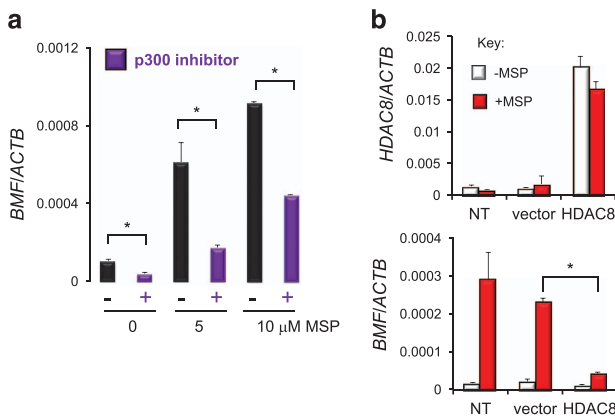 a
0.0012
0.0008
0.0004
0
BMF/ACTB
p300 inhibitor
*
*
*
- + - + - +
0 5 10 μM MSP
b
0.025
0.02
0.015
0.01
0.005
0
HDAC8/ACTB
Key:
-MSP
+MSP
NT vector HDAC8
0.0004
0.0003
0.0002
0.0001
0
BMF/ACTB
*
NT vector HDAC8